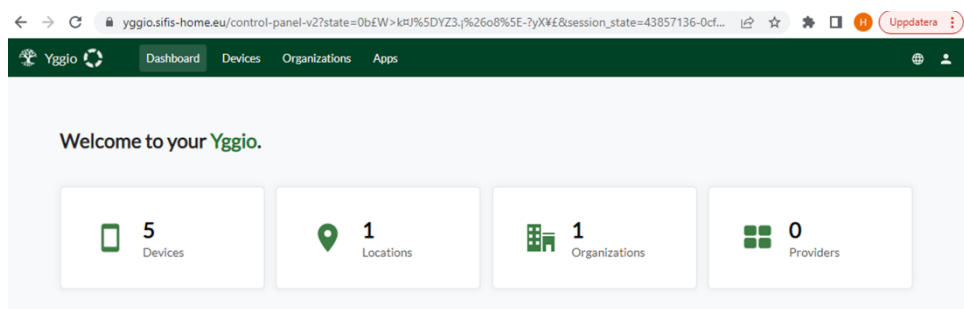 yggio.sifis-home.eu/control-panel-v2?state=0b£W>k¤J%5DYZ3.¡%26o8%5E-?yX¥£&session_state=43857136-0cf...
H
Uppdatera
Yggio
Dashboard
Devices
Organizations
Apps
Welcome to your Yggio.
5
Devices
1
Locations
1
Organizations
0
Providers